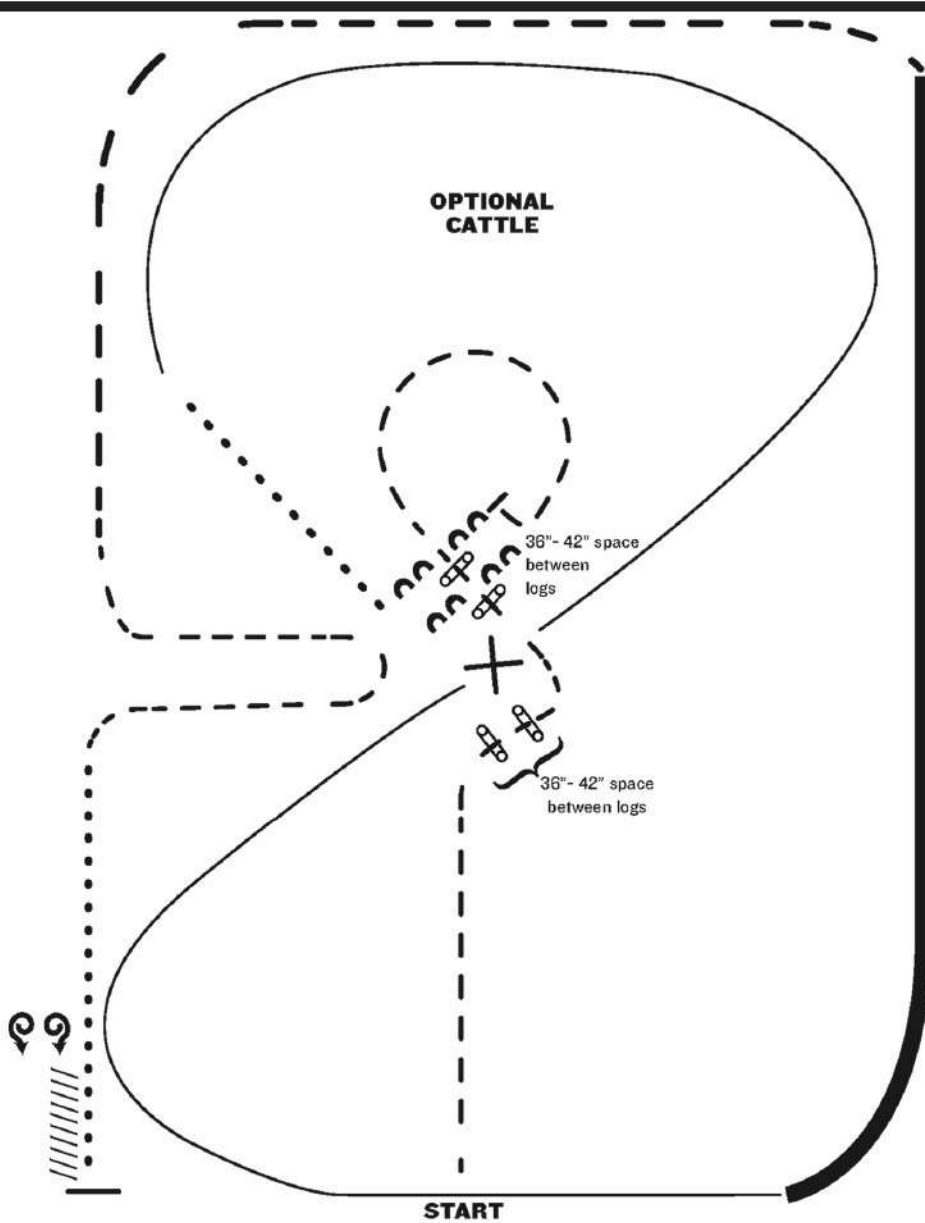 OPTIONAL
CATTLE
36"- 42" space
between
logs
36"- 42" space
between logs
START